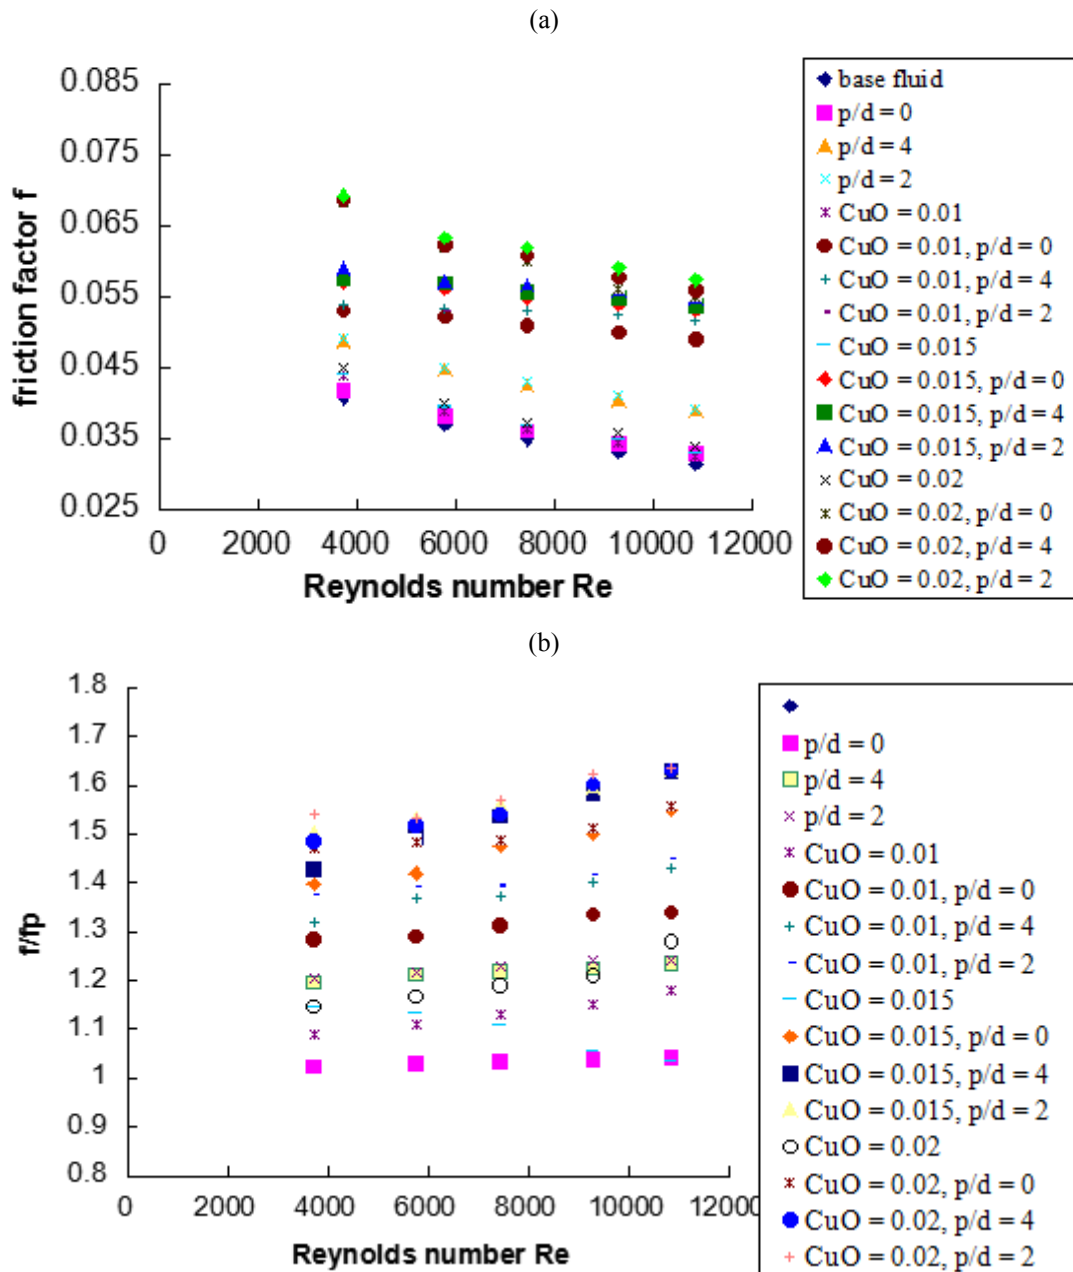 (a)
0.085
0.075
0.065
0.055
0.045
0.035
0.025
friction factor f
0
2000
4000
6000
8000
10000
12000
Reynolds number Re
base fluid
p/d = 0
p/d = 4
p/d = 2
CuO = 0.01
CuO = 0.01, p/d = 0
CuO = 0.01, p/d = 4
CuO = 0.01, p/d = 2
CuO = 0.015
CuO = 0.015, p/d = 0
CuO = 0.015, p/d = 4
CuO = 0.015, p/d = 2
CuO = 0.02
CuO = 0.02, p/d = 0
CuO = 0.02, p/d = 4
CuO = 0.02, p/d = 2
(b)
1.8
1.7
1.6
1.5
1.4
1.3
1.2
1.1
1
0.9
0.8
f/fp
0
2000
4000
6000
8000
10000
12000
Reynolds number Re
p/d = 0
p/d = 4
p/d = 2
CuO = 0.01
CuO = 0.01, p/d = 0
CuO = 0.01, p/d = 4
CuO = 0.01, p/d = 2
CuO = 0.015
CuO = 0.015, p/d = 0
CuO = 0.015, p/d = 4
CuO = 0.015, p/d = 2
CuO = 0.02
CuO = 0.02, p/d = 0
CuO = 0.02, p/d = 4
CuO = 0.02, p/d = 2